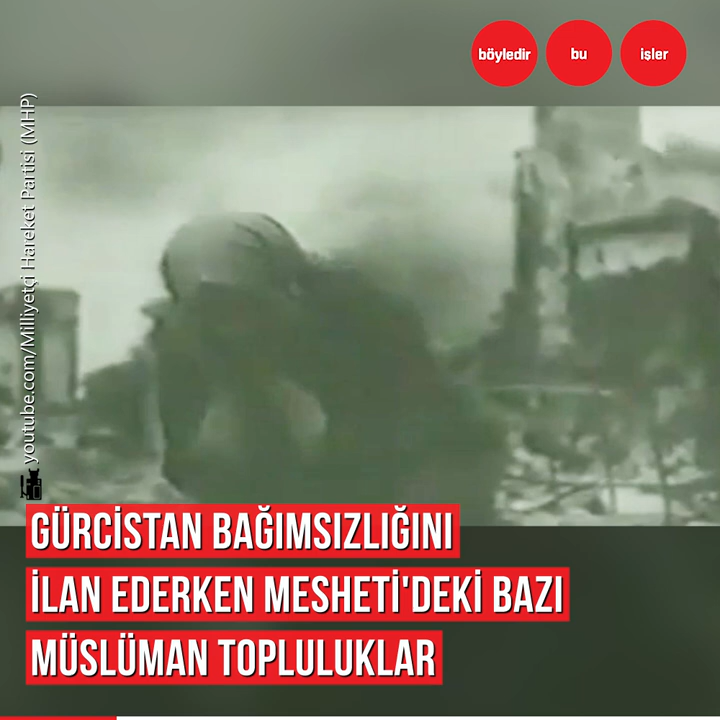 böyledir bu işler
youtube.com/Milliyetçi Hareket Partisi (MHP)
GÜRCİSTAN BAĞIMSIZLIĞINI
İLAN EDERKEN MESHETİ'DEKİ BAZI
MÜSLÜMAN TOPLULUKLAR